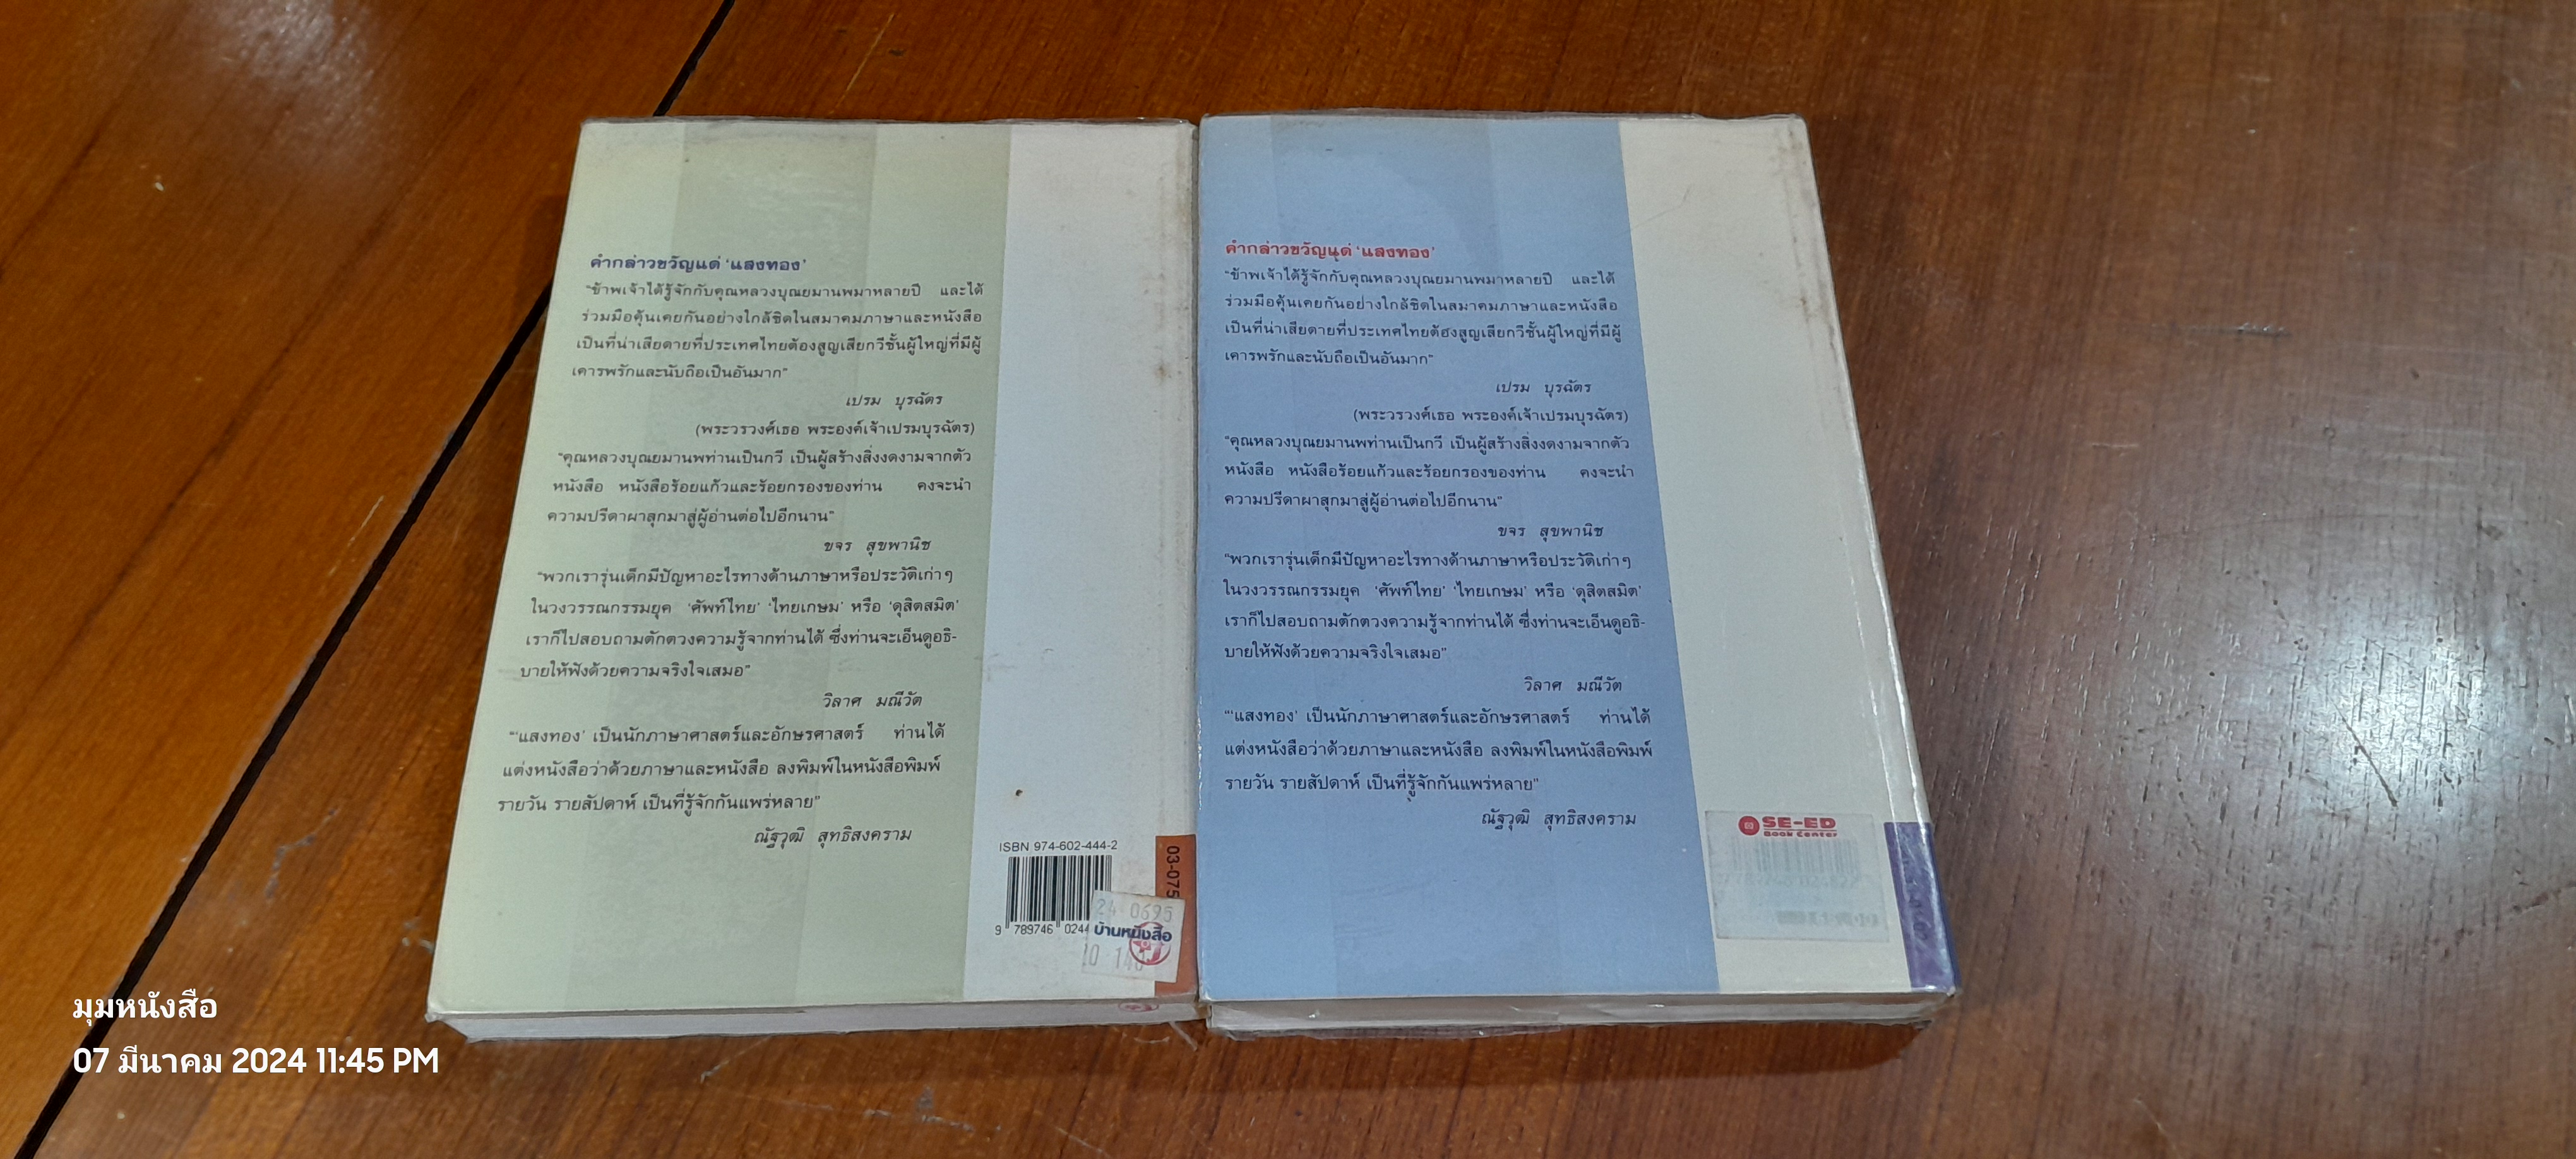 คำกล่าวขวัญแด่ 'แสงทอง'
"ข้าพเจ้าได้รู้จักกับคุณหลวงบุณยมานพมาหลายปี และได้
ร่วมมือคุ้นเคยกันอย่างใกล้ชิดในสมาคมภาษาและหนังสือ
เป็นที่น่าเสียดายที่ประเทศไทยต้องสูญเสียกวีชั้นผู้ใหญ่ที่มีผู้
เคารพรักและนับถือเป็นอันมาก"
เปรม บุรฉัตร
(พระวรวงศ์เธอ พระองค์เจ้าเปรมบุรฉัตร)
"คุณหลวงบุณยมานพท่านเป็นกวี เป็นผู้สร้างสิ่งงดงามจากตัว
หนังสือ หนังสือร้อยแก้วและร้อยกรองของท่าน คงจะนำ
ความปรีดาผาสุกมาสู่ผู้อ่านต่อไปอีกนาน"
ขจร สุขพานิช
"พวกเรารุ่นเด็กมีปัญหาอะไรทางด้านภาษาหรือประวัติเก่าๆ
ในวงวรรณกรรมยุค 'ศัพท์ไทย' 'ไทยเกษม' หรือ 'ดุสิตสมิต'
เราก็ไปสอบถามตักตวงความรู้จากท่านได้ ซึ่งท่านจะเอ็นดูอธิ-
บายให้ฟังด้วยความจริงใจเสมอ"
วิลาศ มณีวัต
"'แสงทอง' เป็นนักภาษาศาสตร์และอักษรศาสตร์ ท่านได้
แต่งหนังสือว่าด้วยภาษาและหนังสือ ลงพิมพ์ในหนังสือพิมพ์
รายวัน รายสัปดาห์ เป็นที่รู้จักกันแพร่หลาย"
ณัฐวุฒิ สุทธิสงคราม
ISBN 974-602-444-2
9 789746 0244
03-075
24 0695
บ้านหนังสือ
คำกล่าวขวัญแด่ 'แสงทอง'
"ข้าพเจ้าได้รู้จักกับคุณหลวงบุณยมานพมาหลายปี และได้
ร่วมมือคุ้นเคยกันอย่างใกล้ชิดในสมาคมภาษาและหนังสือ
เป็นที่น่าเสียดายที่ประเทศไทยต้องสูญเสียกวีชั้นผู้ใหญ่ที่มีผู้
เคารพรักและนับถือเป็นอันมาก"
เปรม บุรฉัตร
(พระวรวงศ์เธอ พระองค์เจ้าเปรมบุรฉัตร)
"คุณหลวงบุณยมานพท่านเป็นกวี เป็นผู้สร้างสิ่งงดงามจากตัว
หนังสือ หนังสือร้อยแก้วและร้อยกรองของท่าน คงจะนำ
ความปรีดาผาสุกมาสู่ผู้อ่านต่อไปอีกนาน"
ขจร สุขพานิช
"พวกเรารุ่นเด็กมีปัญหาอะไรทางด้านภาษาหรือประวัติเก่าๆ
ในวงวรรณกรรมยุค 'ศัพท์ไทย' 'ไทยเกษม' หรือ 'ดุสิตสมิต'
เราก็ไปสอบถามตักตวงความรู้จากท่านได้ ซึ่งท่านจะเอ็นดูอธิ-
บายให้ฟังด้วยความจริงใจเสมอ"
วิลาศ มณีวัต
"'แสงทอง' เป็นนักภาษาศาสตร์และอักษรศาสตร์ ท่านได้
แต่งหนังสือว่าด้วยภาษาและหนังสือ ลงพิมพ์ในหนังสือพิมพ์
รายวัน รายสัปดาห์ เป็นที่รู้จักกันแพร่หลาย"
ณัฐวุฒิ สุทธิสงคราม
SE-ED
Book Center
มุมหนังสือ
07 มีนาคม 2024 11:45 PM